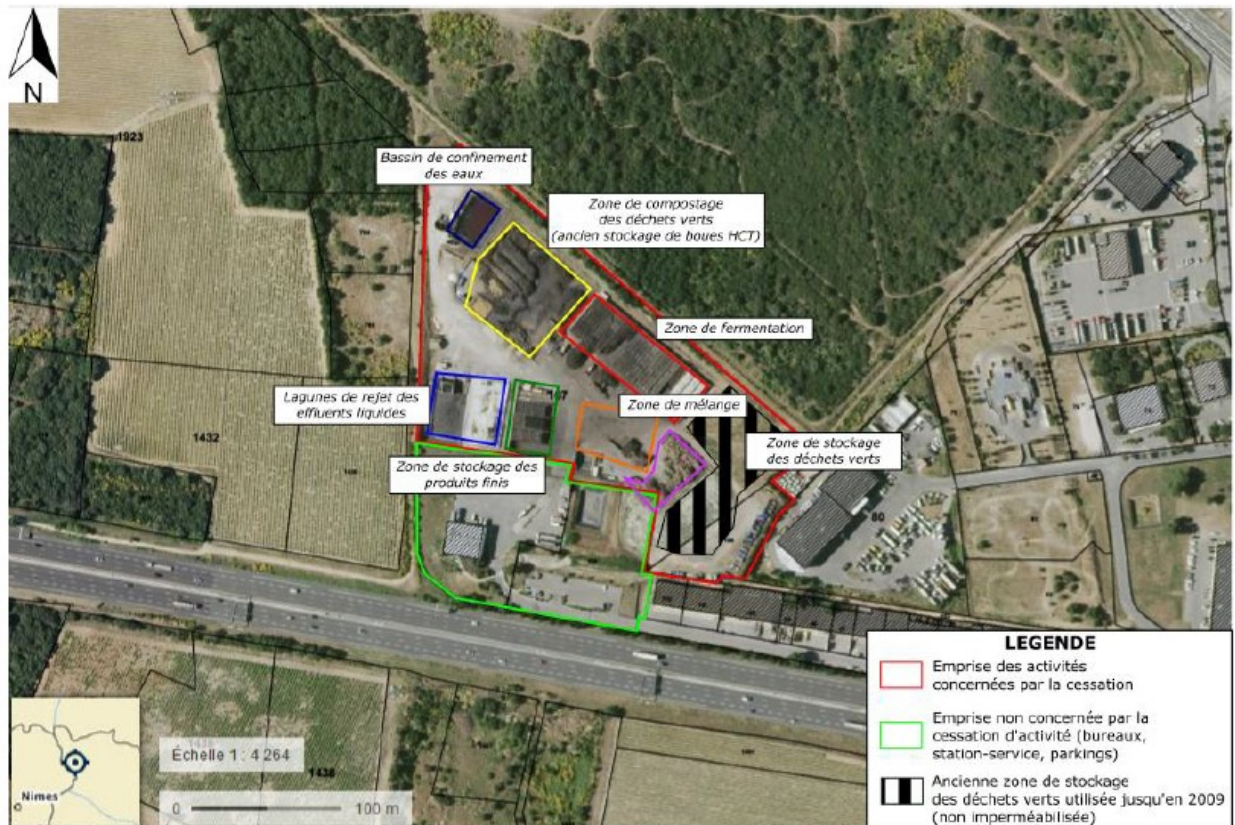 N
1923
Bassin de confinement
des eaux
Zone de compostage
des déchets verts
(ancien stockage de boues HCT)
Zone de fermentation
Lagunes de rejet des
effluents liquides
Zone de mélange
1432
Zone de stockage des
produits finis
Zone de stockage
des déchets verts
80
LEGENDE
Emprise des activités
concernées par la cessation
Emprise non concernée par la
cessation d'activité (bureaux,
station-service, parkings)
Ancienne zone de stockage
des déchets verts utilisée jusqu'en 2009
(non imperméabilisée)
Échelle 1 : 4 264
1438
0 100 m
Nimes